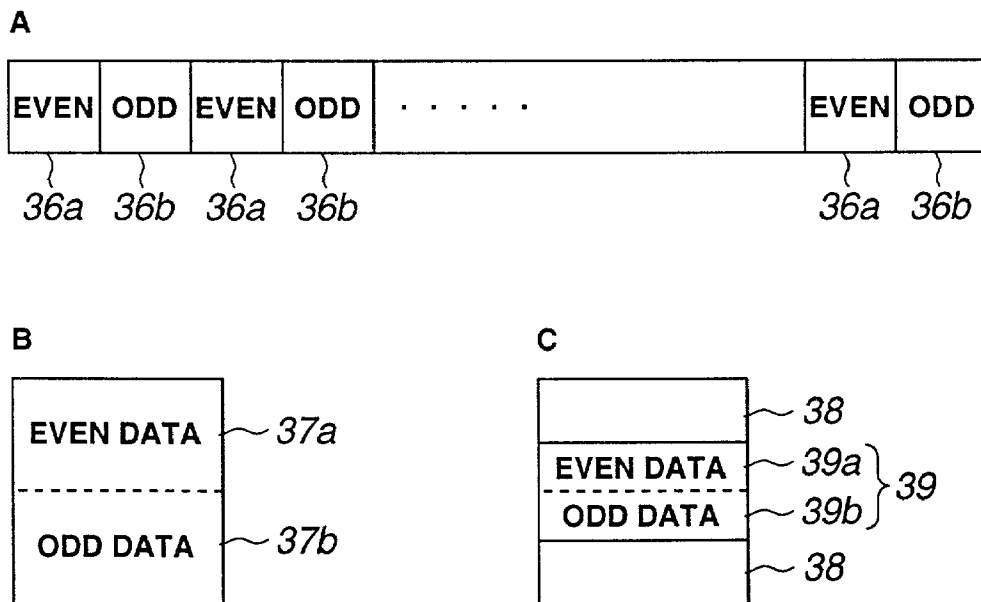 A
EVEN ODD EVEN ODD . . . . . EVEN ODD
36a 36b 36a 36b 36a 36b
B
EVEN DATA 37a
ODD DATA 37b
C
38
EVEN DATA 39a
39
ODD DATA 39b
38